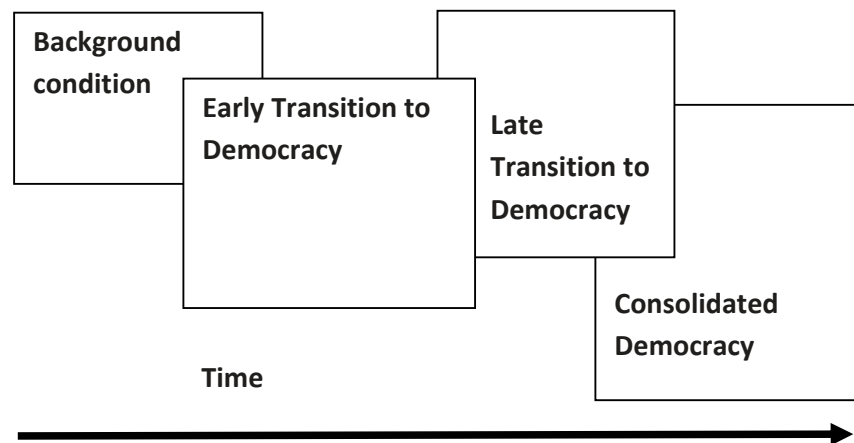 Background
condition
Early Transition to
Democracy
Late
Transition to
Democracy
Consolidated
Democracy
Time